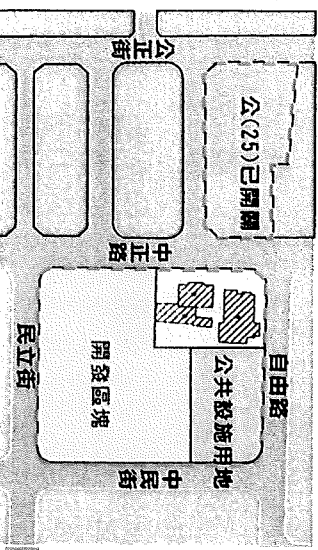 公正街
公(25)已開闢
中正路
自由路
公共設施用地
開發區塊
民立街
中民街